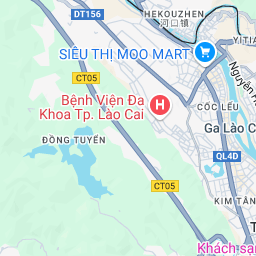 DT156
HEKOUZHEN
河口镇
YITIA
SIÊU THỊ MOO MART
CT05
Nguyễn
Bệnh Viện Đa
Khoa Tp. Lào Cai
H
CỐC LẾU
Ga Lào C
ĐỒNG TUYỂN
QL4D
CT05
KIM TÂN
T
Khách sạ